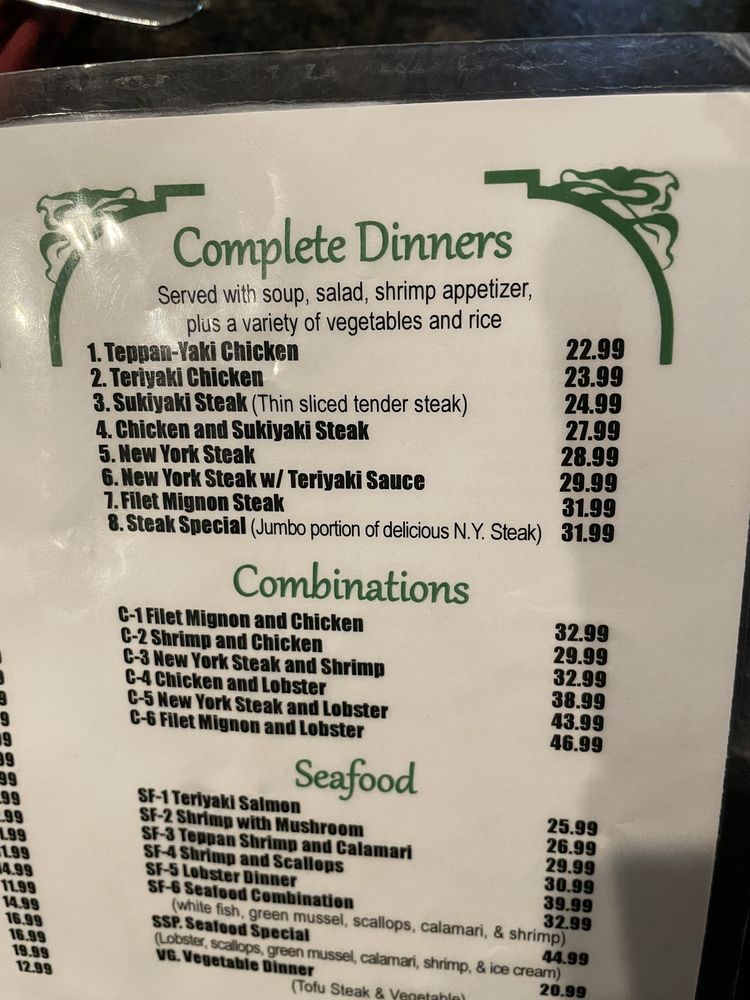 Complete Dinners
Served with soup, salad, shrimp appetizer,
plus a variety of vegetables and rice
1. Teppan-Yaki Chicken 22.99
2. Teriyaki Chicken 23.99
3. Sukiyaki Steak (Thin sliced tender steak) 24.99
4. Chicken and Sukiyaki Steak 27.99
5. New York Steak 28.99
6. New York Steak w/ Teriyaki Sauce 29.99
7. Filet Mignon Steak 31.99
8. Steak Special (Jumbo portion of delicious N.Y. Steak) 31.99
Combinations
C-1 Filet Mignon and Chicken 32.99
C-2 Shrimp and Chicken 29.99
C-3 New York Steak and Shrimp 32.99
C-4 Chicken and Lobster 38.99
C-5 New York Steak and Lobster 43.99
C-6 Filet Mignon and Lobster 46.99
Seafood
SF-1 Teriyaki Salmon 25.99
SF-2 Shrimp with Mushroom 26.99
SF-3 Teppan Shrimp and Calamari 29.99
SF-4 Shrimp and Scallops 30.99
SF-5 Lobster Dinner 39.99
SF-6 Seafood Combination 32.99
(white fish, green mussel, scallops, calamari, & shrimp)
SSP. Seafood Special 44.99
(Lobster, scallops, green mussel, calamari, shrimp, & ice cream)
VG. Vegetable Dinner 20.99
(Tofu Steak & Vegetable)
11.99
14.99
16.99
16.99
19.99
12.99